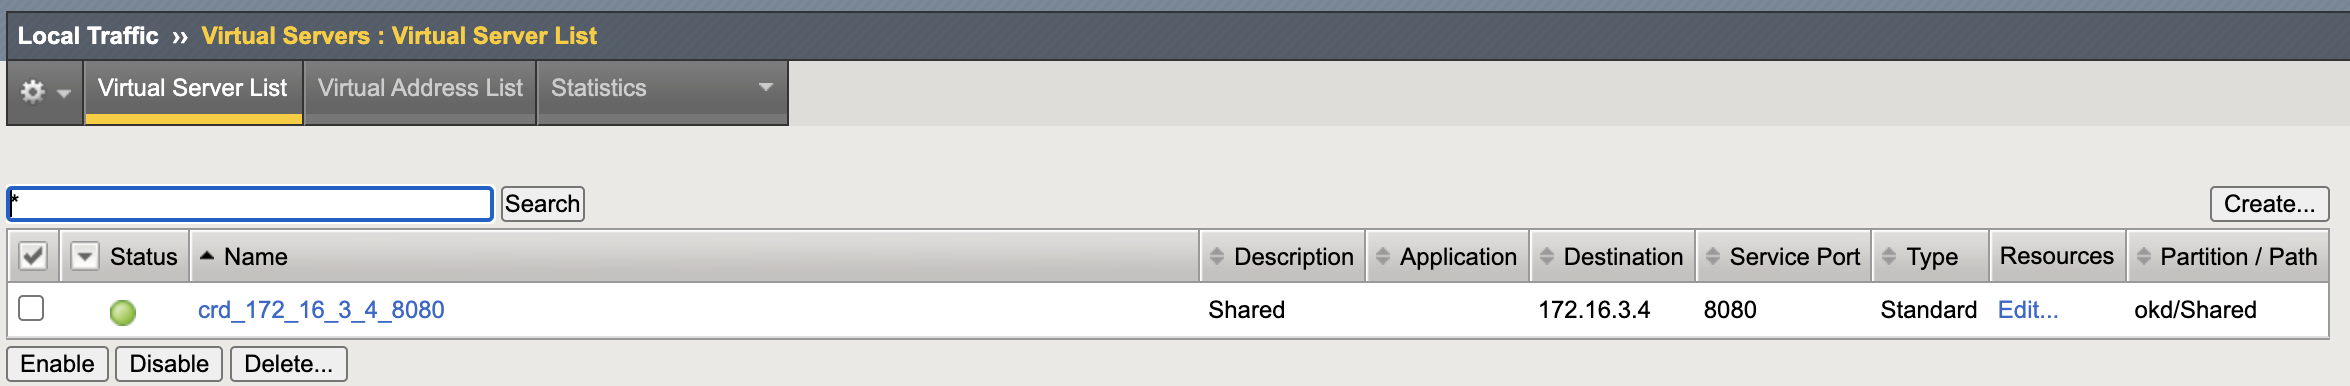 Local Traffic ›› Virtual Servers : Virtual Server List
Virtual Server List Virtual Address List Statistics
* Search Create...
Status Name Description Application Destination Service Port Type Resources Partition / Path
crd_172_16_3_4_8080 Shared 172.16.3.4 8080 Standard Edit... okd/Shared
Enable Disable Delete...